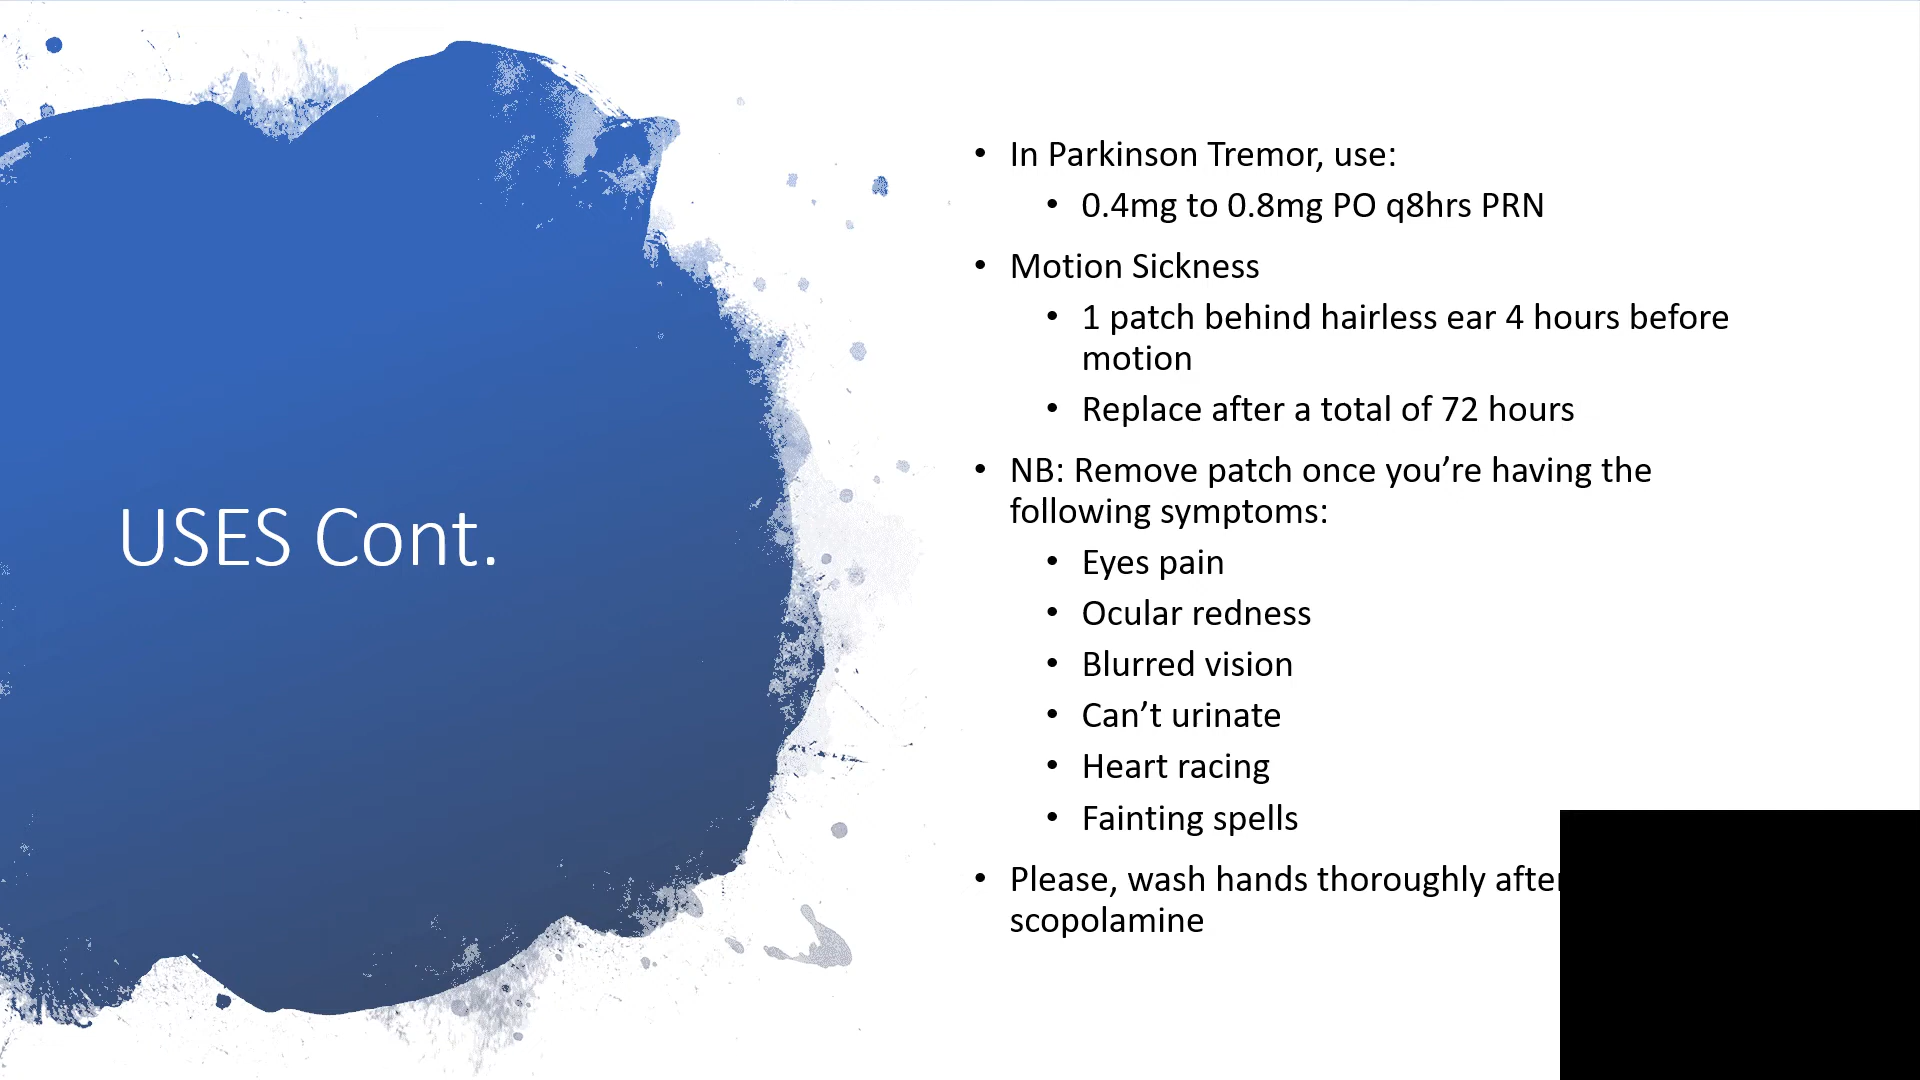 USES Cont.
• In Parkinson Tremor, use:
• 0.4mg to 0.8mg PO q8hrs PRN
• Motion Sickness
• 1 patch behind hairless ear 4 hours before
motion
• Replace after a total of 72 hours
• NB: Remove patch once you’re having the
following symptoms:
• Eyes pain
• Ocular redness
• Blurred vision
• Can’t urinate
• Heart racing
• Fainting spells
• Please, wash hands thoroughly after
scopolamine